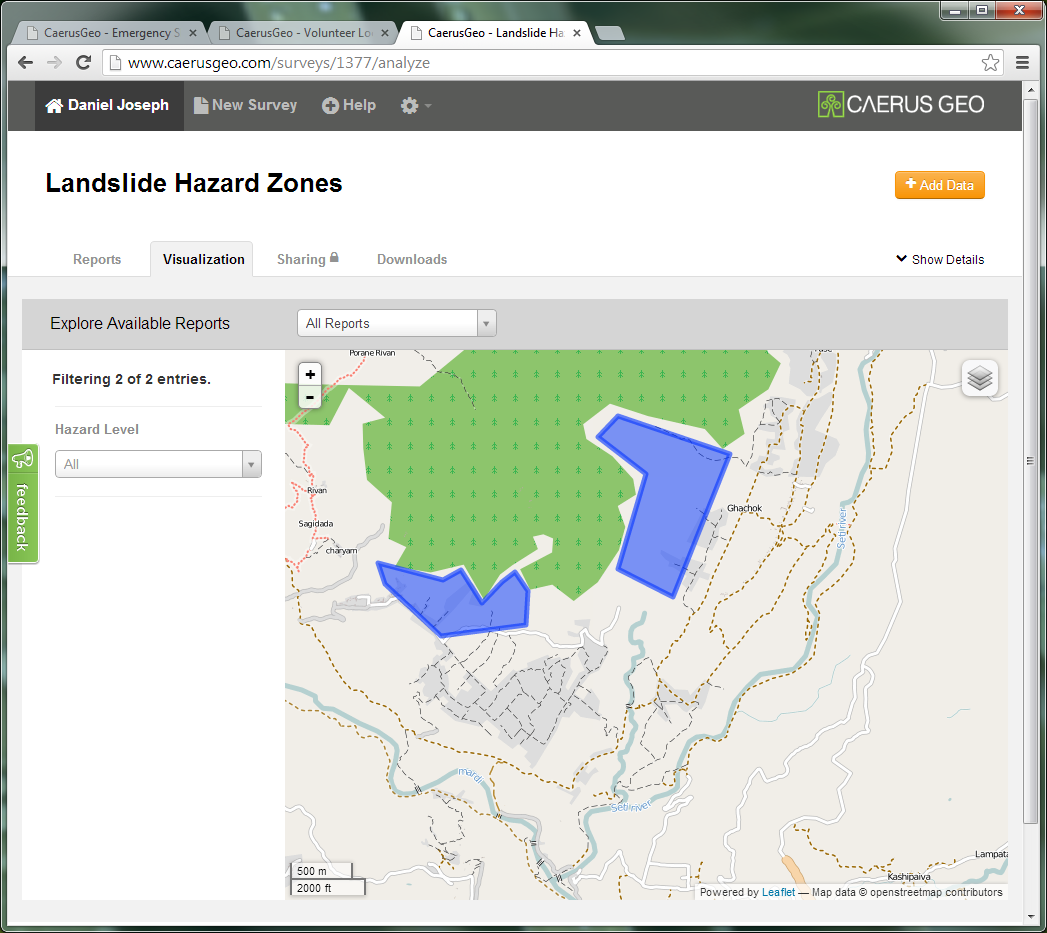 CaerusGeo - Emergency S
CaerusGeo - Volunteer Lo
CaerusGeo - Landslide Ha
www.caerusgeo.com/surveys/1377/analyze
Daniel Joseph
New Survey
Help
CAERUS GEO
Landslide Hazard Zones
Add Data
Reports
Visualization
Sharing
Downloads
Show Details
Explore Available Reports
All Reports
Filtering 2 of 2 entries.
Hazard Level
All
feedback
+
-
Porane Rivan
Rivan
Sagidada
charyam
Ghachok
Seti river
mardi
Seti river
Lampata
Kashipaiva
500 m
2000 ft
Powered by Leaflet — Map data © openstreetmap contributors